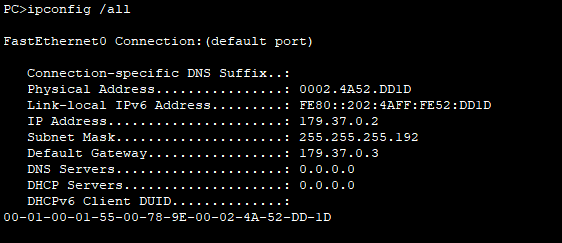 PC>ipconfig /all
FastEthernet0 Connection:(default port)
Connection-specific DNS Suffix..:
Physical Address................: 0002.4A52.DD1D
Link-local IPv6 Address.........: FE80::202:4AFF:FE52:DD1D
IP Address......................: 179.37.0.2
Subnet Mask.....................: 255.255.255.192
Default Gateway.................: 179.37.0.3
DNS Servers.....................: 0.0.0.0
DHCP Servers....................: 0.0.0.0
DHCPv6 Client DUID..............:
00-01-00-01-55-00-78-9E-00-02-4A-52-DD-1D